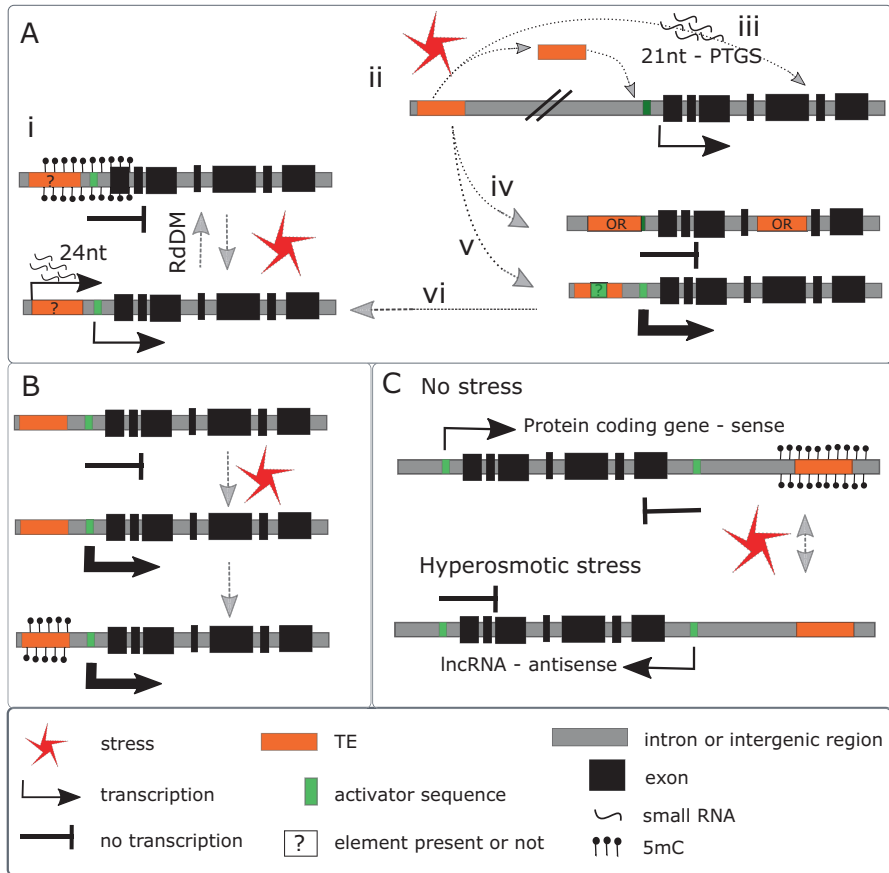 A
i
ii
iii
21nt - PTGS
?
RdDM
24nt
?
iv
OR
OR
v
?
vi
B
C
No stress
Protein coding gene - sense
Hyperosmotic stress
lncRNA - antisense
stress
TE
intron or intergenic region
exon
transcription
activator sequence
small RNA
no transcription
?
element present or not
5mC